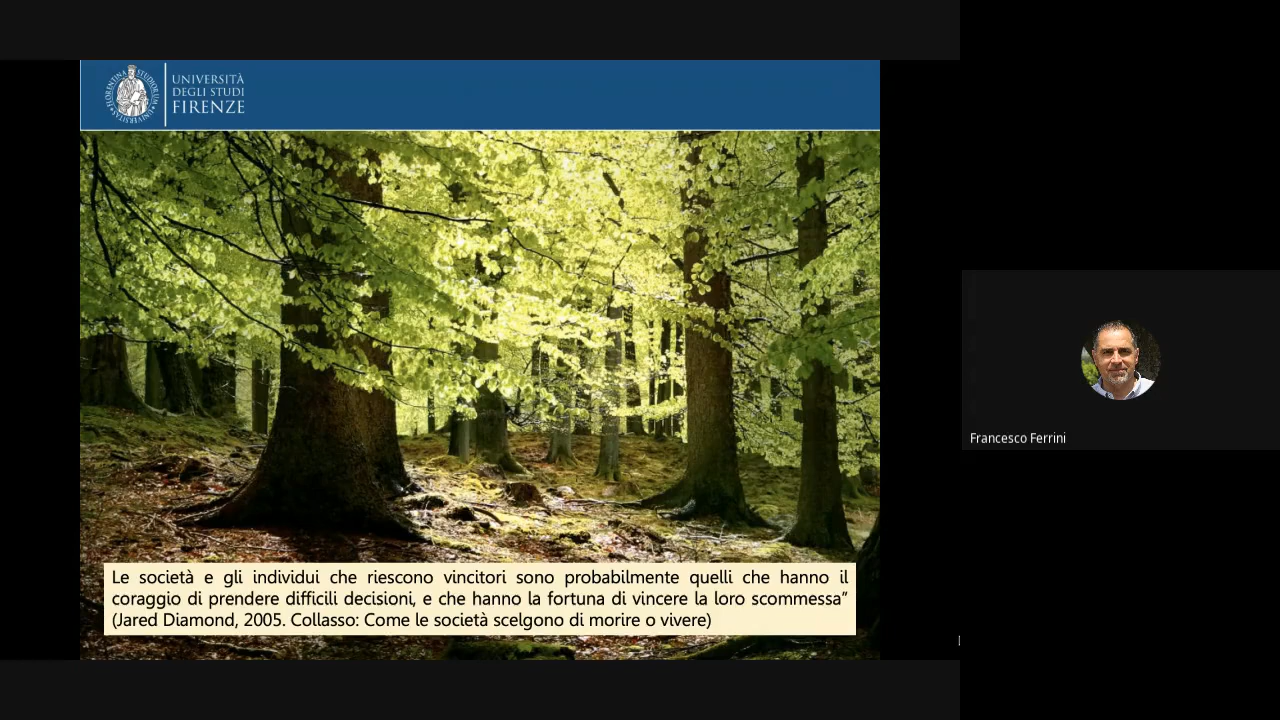 UNIVERSITÀ
DEGLI STUDI
FIRENZE
Le società e gli individui che riescono vincitori sono probabilmente quelli che hanno il
coraggio di prendere difficili decisioni, e che hanno la fortuna di vincere la loro scommessa”
(Jared Diamond, 2005. Collasso: Come le società scelgono di morire o vivere)
Francesco Ferrini